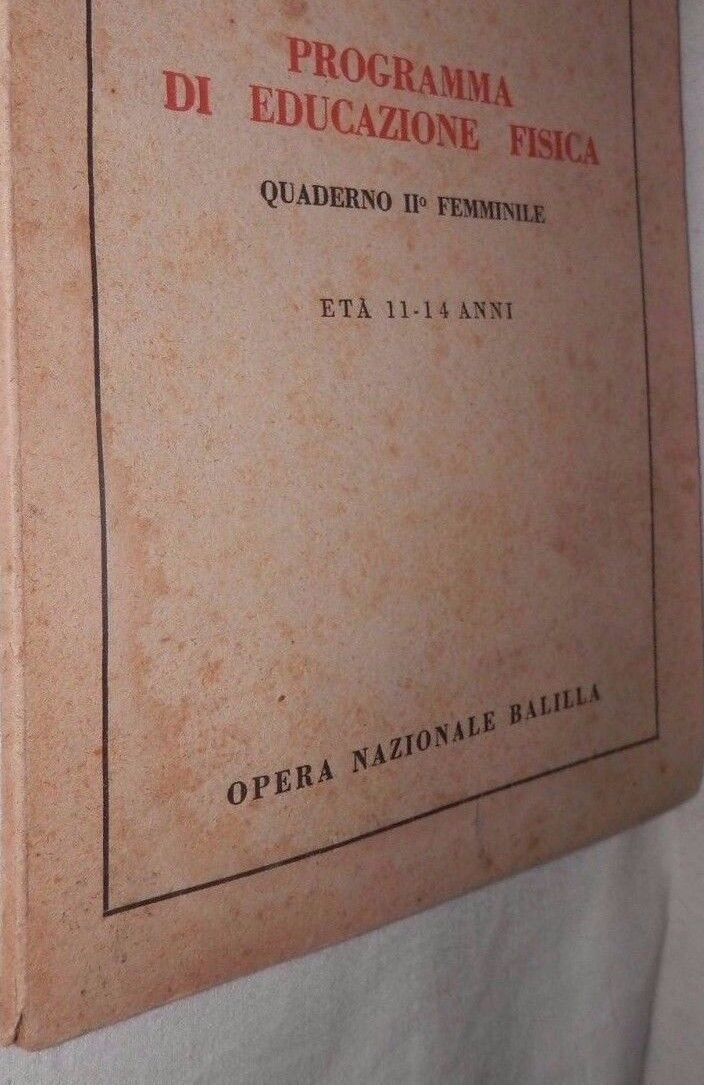 PROGRAMMA
DI EDUCAZIONE FISICA
QUADERNO IIº FEMMINILE
ETÀ 11-14 ANNI
OPERA NAZIONALE BALILLA